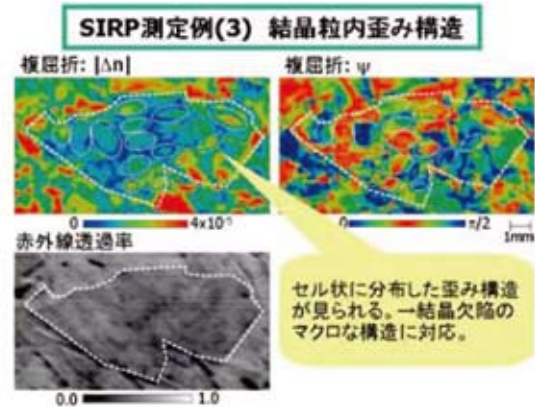 SIRP測定例(3) 結晶粒内歪み構造
複屈折: |Δn|
複屈折: ψ
0
4x10⁻⁵
0
π/2
1mm
赤外線透過率
0.0
1.0
セル状に分布した歪み構造
が見られる。→結晶欠陥の
マクロな構造に対応。